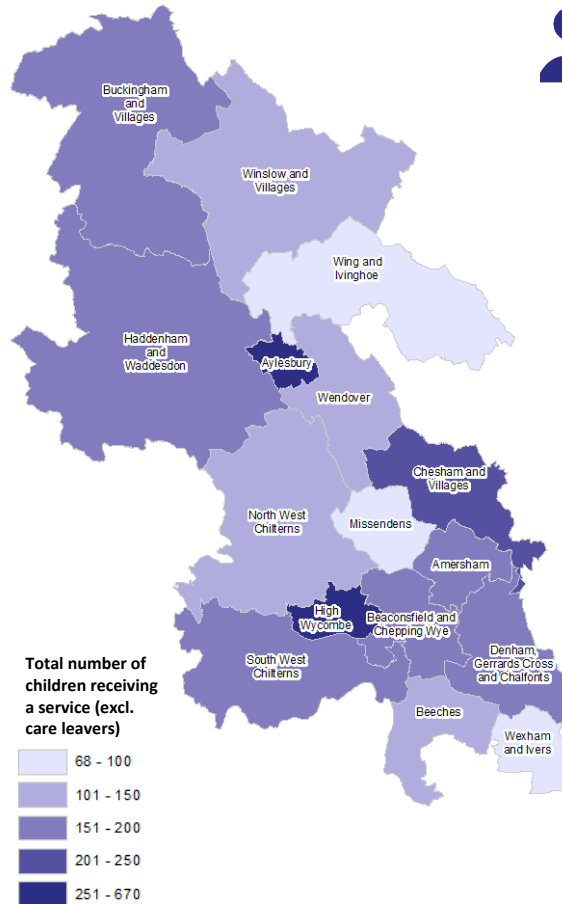 Buckingham
and
Villages
Winslow and
Villages
Wing and
Ivinghoe
Haddenham
and
Waddesdon
Aylesbury
Wendover
Chesham and
Villages
North West
Chilterns
Missendens
Amersham
High
Wycombe
Beaconsfield and
Chepping Wye
Denham,
Gerrards Cross
and Chalfonts
South West
Chilterns
Beeches
Wexham
and Ivers
Total number of
children receiving
a service (excl.
care leavers)
68 - 100
101 - 150
151 - 200
201 - 250
251 - 670